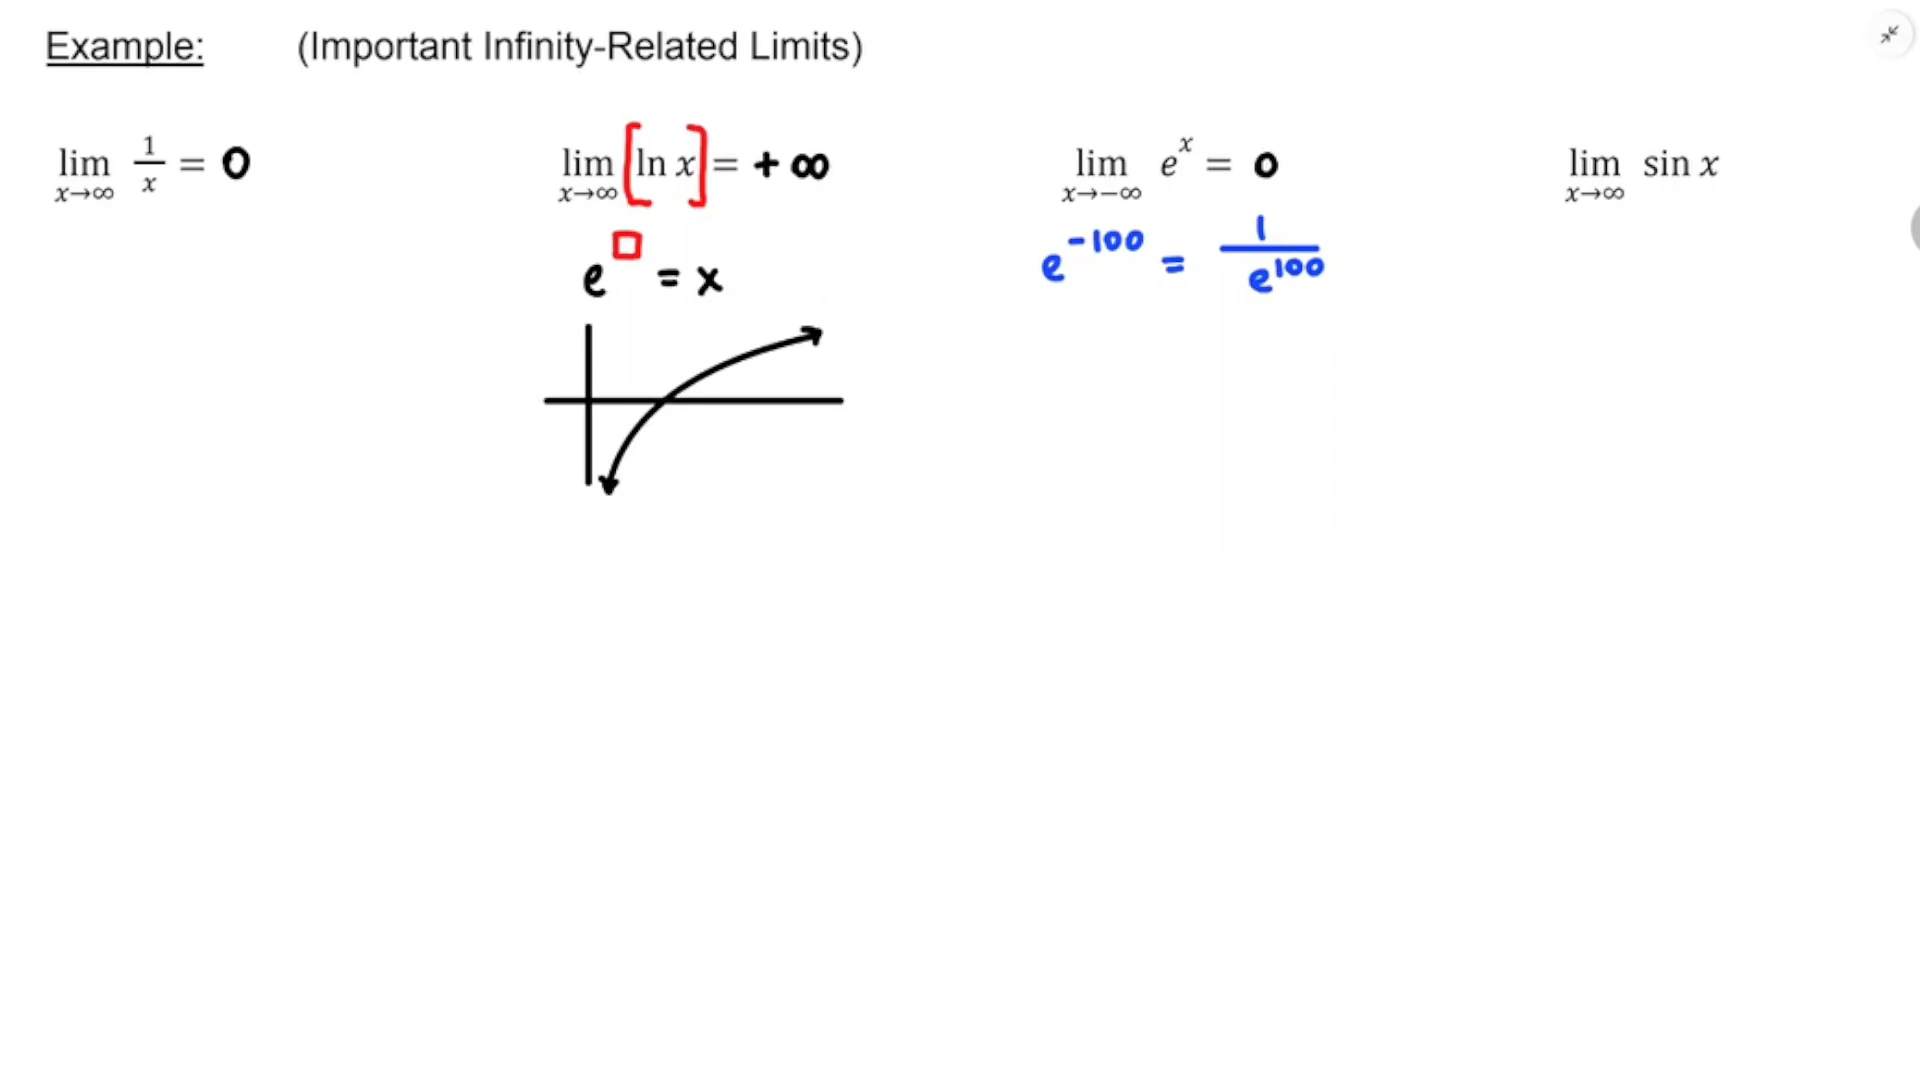 Example: (Important Infinity-Related Limits)
lim x→∞ 1/x = 0
lim x→∞ [ln x] = + ∞
e^□ = x
lim x→−∞ e^x = 0
e^-100 = 1/e^100
lim x→∞ sin x